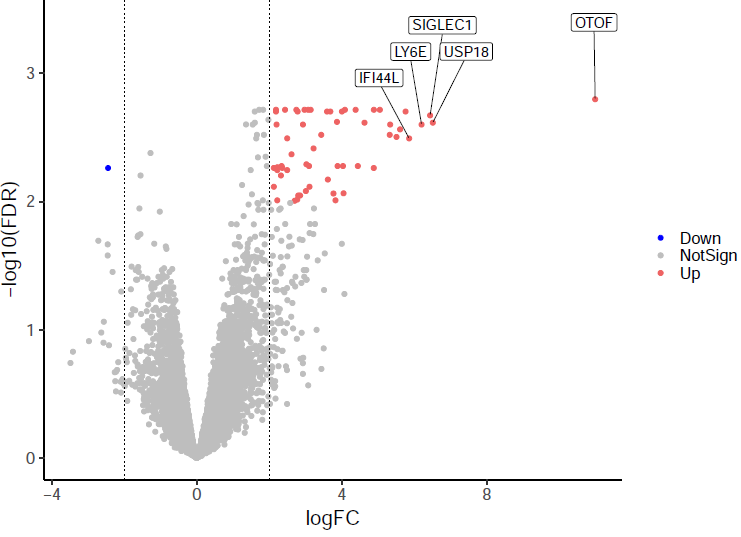 SIGLEC1
OTOF
LY6E
USP18
IFI44L
3
2
1
0
−log10(FDR)
−4
0
4
8
logFC
Down
NotSign
Up